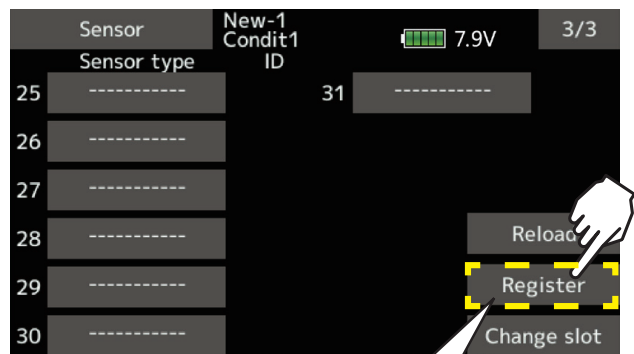 Sensor New-1 Condit1 7.9V 3/3
Sensor type ID
25 ----------- 31 -----------
26 -----------
27 -----------
28 ----------- Reload
29 ----------- Register
30 ----------- Change slot